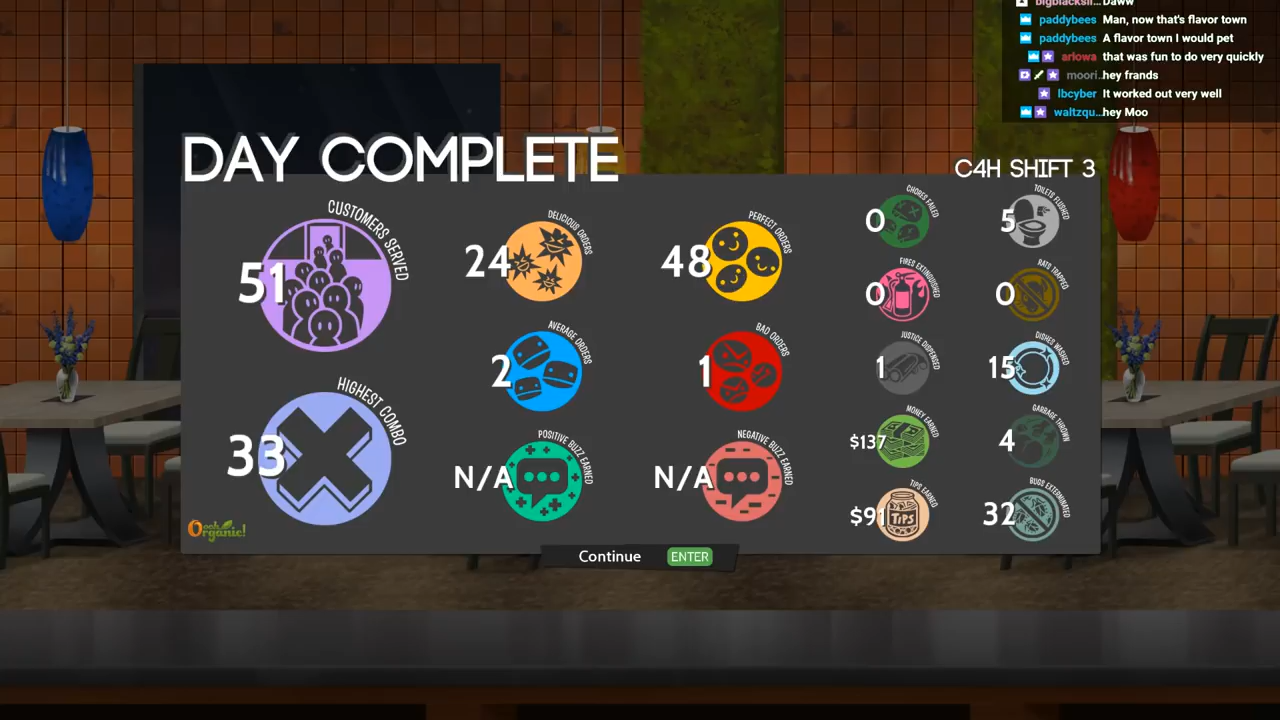 Daww
paddybees Man, now that's flavor town
paddybees A flavor town I would pet
ariowa that was fun to do very quickly
moori...hey frands
lbcyber It worked out very well
waltzqu...hey Moo
DAY COMPLETE
C4H SHIFT 3
CUSTOMERS SERVED
51
HIGHEST COMBO
33
DELICIOUS ORDERS
24
PERFECT ORDERS
48
AVERAGE ORDERS
2
BAD ORDERS
1
POSITIVE BUZZ EARNED
N/A
NEGATIVE BUZZ EARNED
N/A
CHORES FAILED
0
TOILETS FLUSHED
5
FIRES EXTINGUISHED
0
RATS TRAPPED
0
JUSTICE DISPENSED
1
DISHES WASHED
15
MONEY EARNED
$137
GARBAGE THROWN
4
TIPS EARNED
$91
TIPS
BUGS EXTERMINATED
32
Oooh Organic!
Continue ENTER